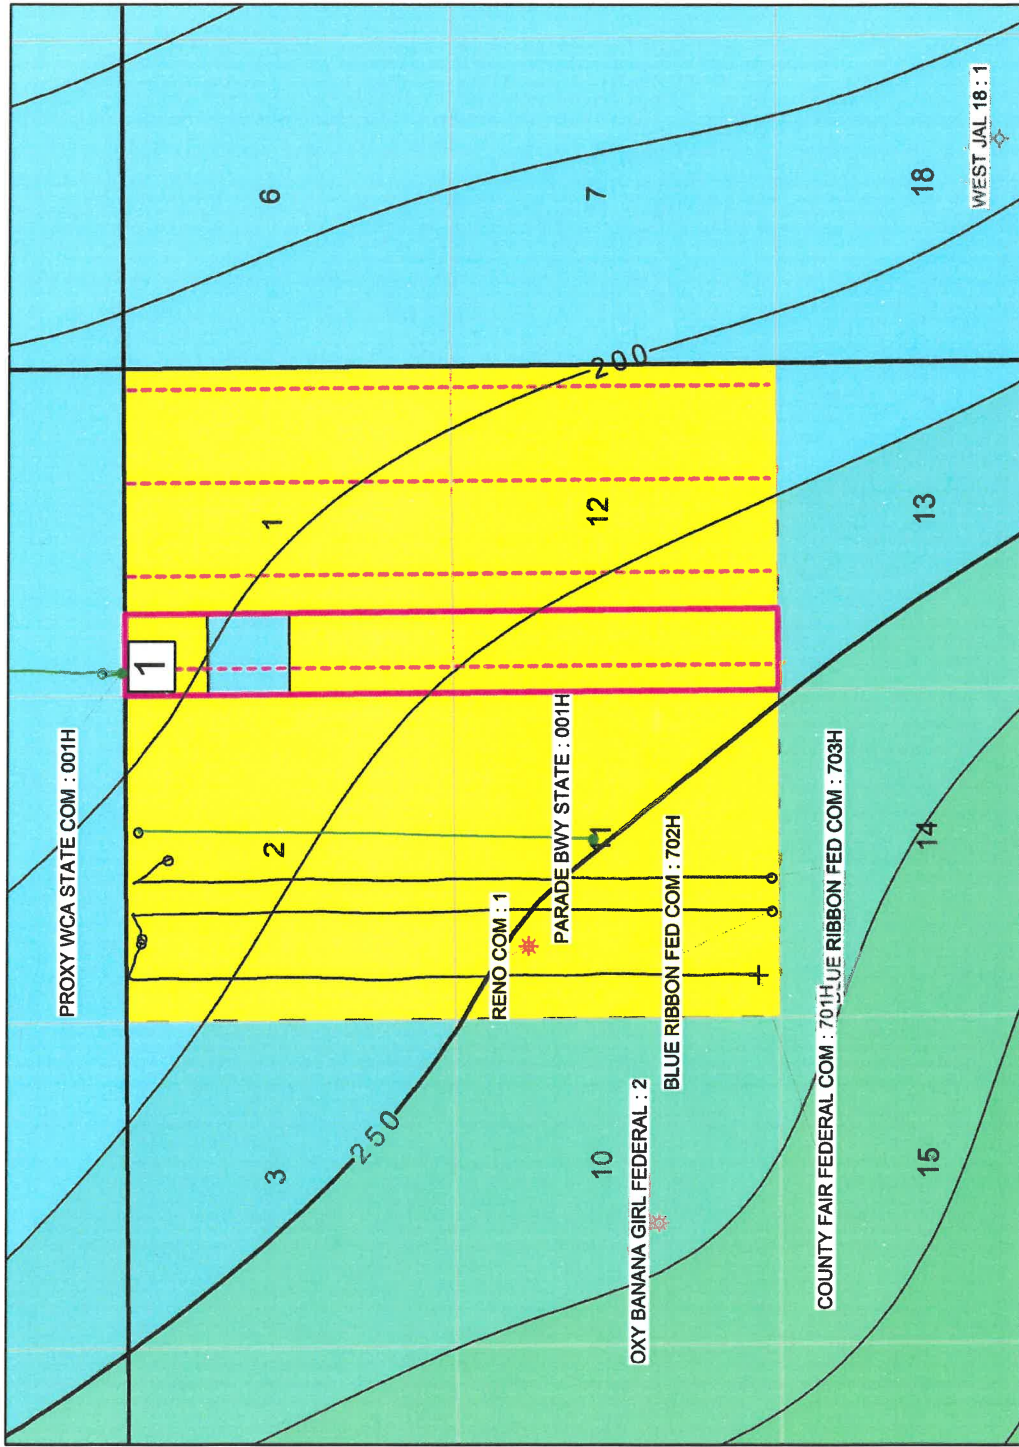 PROXY WCA STATE COM : 001H
1
6
1
2
3
200
250
7
12
11
10
RENO COM : 1
PARADE BWY STATE : 001H
BLUE RIBBON FED COM : 702H
OXY BANANA GIRL FEDERAL : 2
18
13
14
15
WEST JAL 18 : 1
UE RIBBON FED COM : 703H
COUNTY FAIR FEDERAL COM : 701H